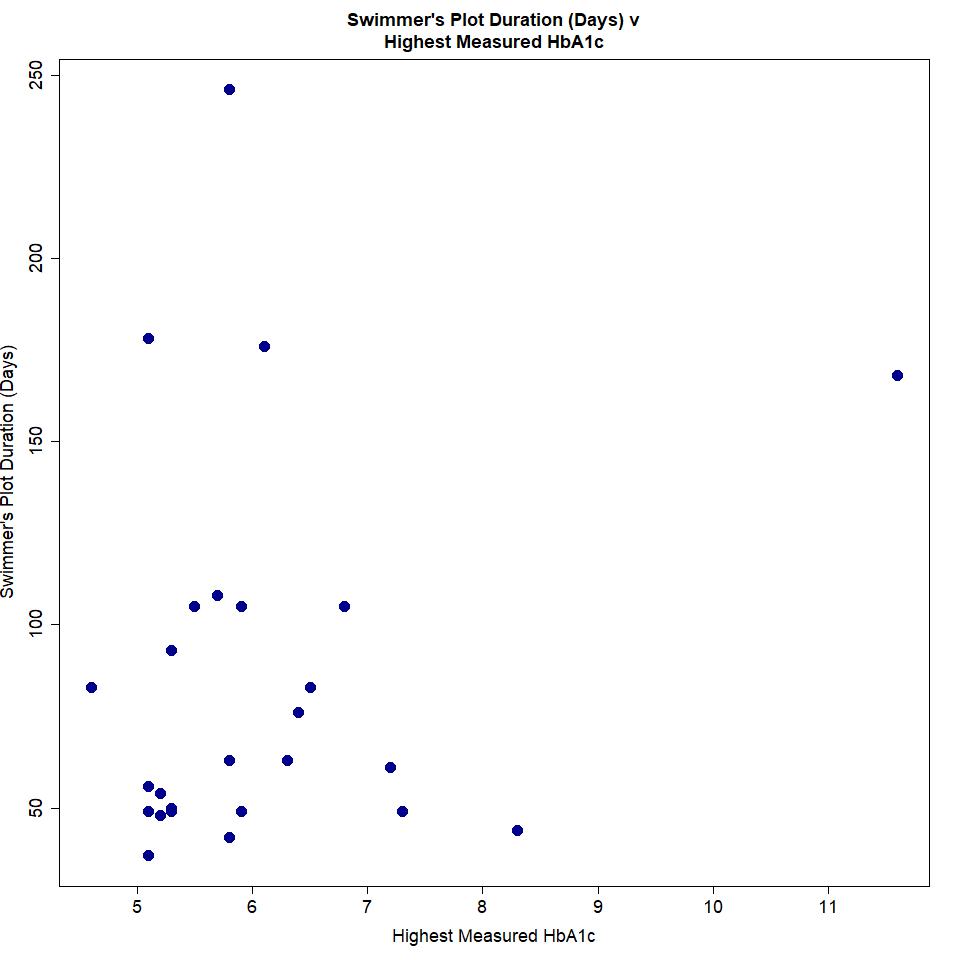 Swimmer's Plot Duration (Days) v
Highest Measured HbA1c
Swimmer's Plot Duration (Days)
250
200
150
100
50
5 6 7 8 9 10 11
Highest Measured HbA1c